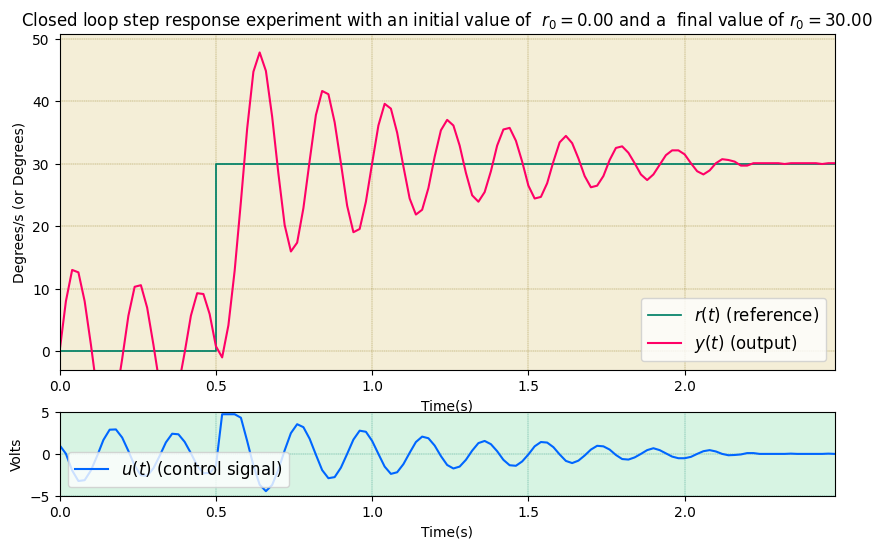 Closed loop step response experiment with an initial value of r₀ = 0.00 and a final value of r₀ = 30.00
50
40
30
20
10
0
Degrees/s (or Degrees)
r(t) (reference)
y(t) (output)
0.0 0.5 1.0 1.5 2.0
Time(s)
5
0
−5
Volts
u(t) (control signal)
0.0 0.5 1.0 1.5 2.0
Time(s)